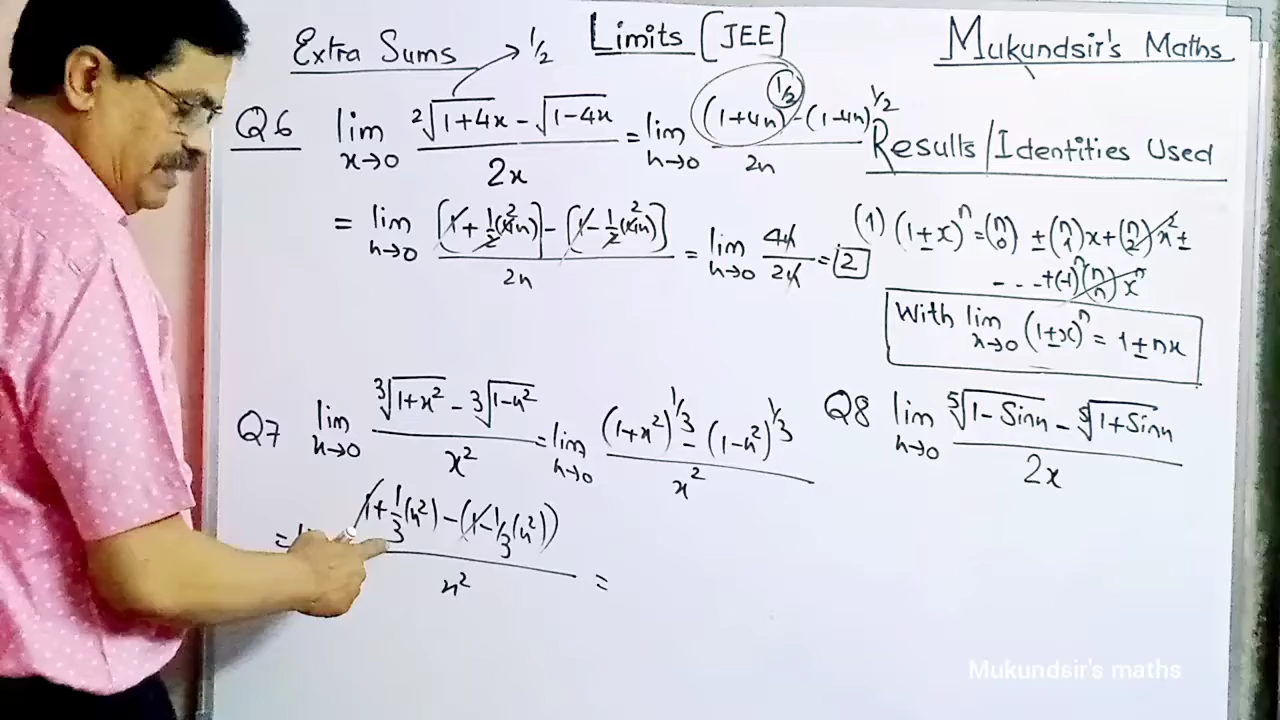 Extra Sums → 1/2 Limits [JEE] Mukundsir's Maths
Q6 lim x→0 (²√(1+4x) - √(1-4x)) / 2x = lim x→0 ((1+4x)^(1/2) - (1-4x)^(1/2)) / 2x
Results/Identities Used
= lim x→0 ([1 + 1/2(4x)] - [1 - 1/2(4x)]) / 2x = lim x→0 4x/2x = 2
(1) (1±x)^n = (n 0) ± (n 1)x + (n 2)x² ±
- - - +(-1)^n (n n) x^n
With lim x→0 (1±x)^n = 1±nx
Q7 lim x→0 (³√(1+x²) - ³√(1-x²)) / x² = lim x→0 ((1+x²)^(1/3) - (1-x²)^(1/3)) / x²
Q8 lim x→0 (⁵√(1-Sinx) - ⁵√(1+Sinx)) / 2x
= (1+1/3(x²) - (1-1/3(x²))) / x² =
Mukundsir's maths